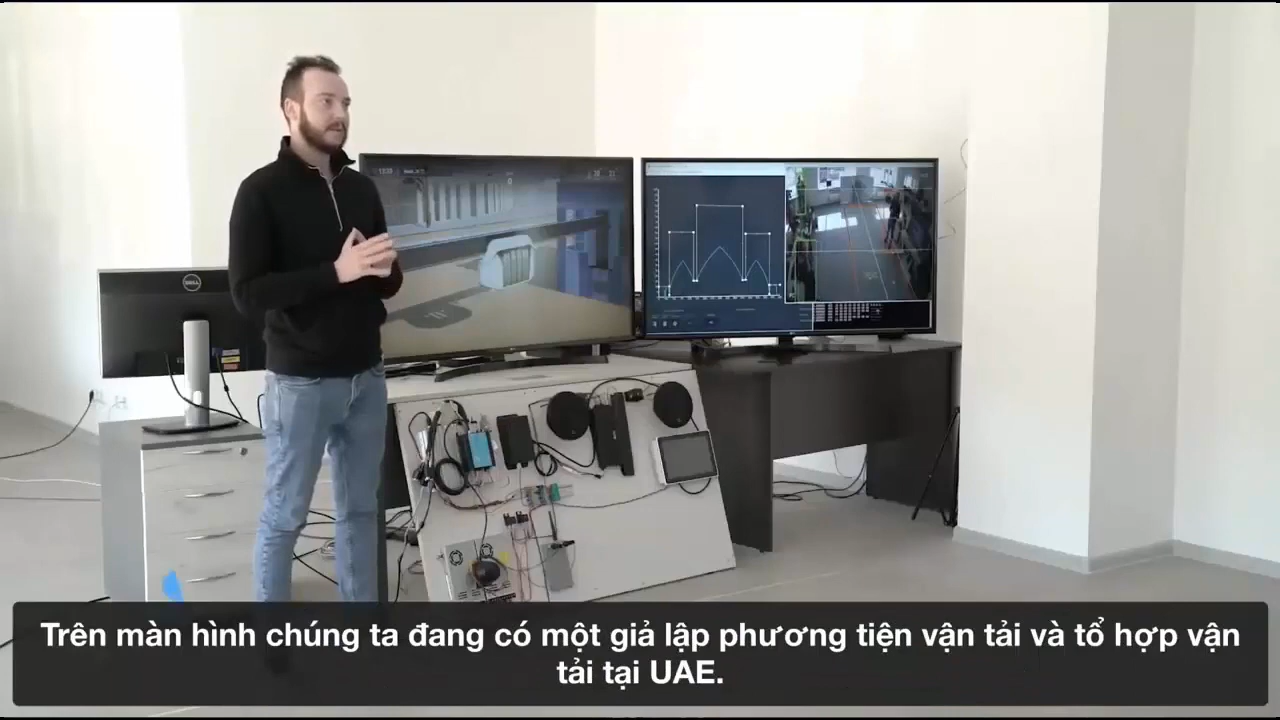 DELL
Trên màn hình chúng ta đang có một giả lập phương tiện vận tải và tổ hợp vận
tải tại UAE.